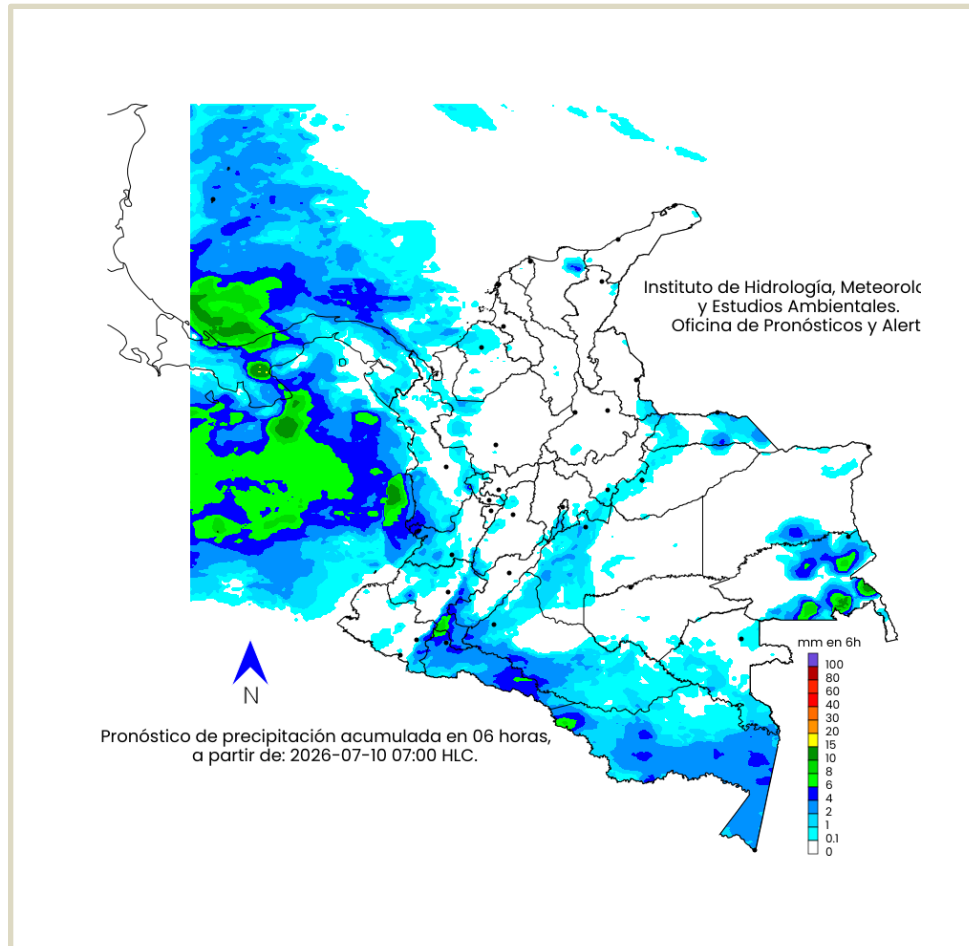 Instituto de Hidrología, Meteorolo
y Estudios Ambientales.
Oficina de Pronósticos y Alert
mm en 6h
100
80
60
40
30
20
15
10
8
6
4
2
1
0.1
0
N
Pronóstico de precipitación acumulada en 06 horas,
a partir de: 2026-07-10 07:00 HLC.